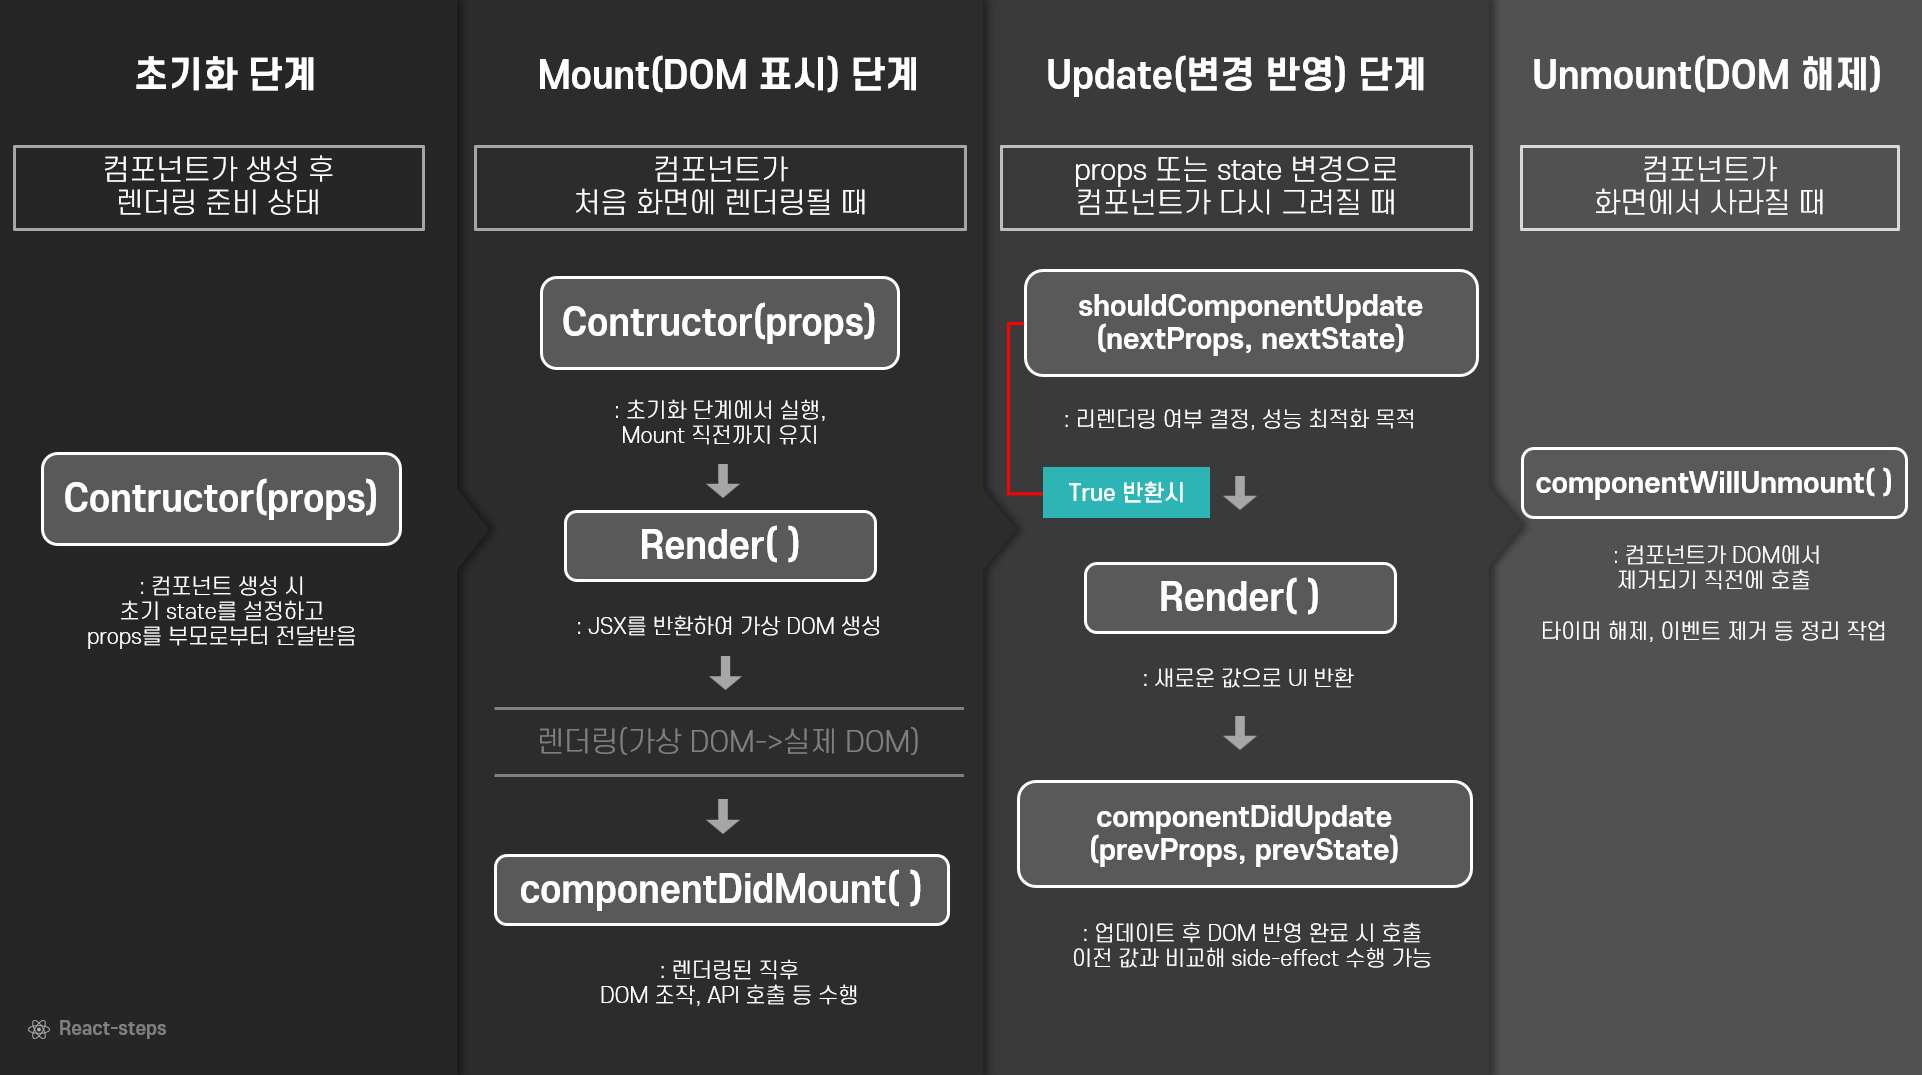 초기화 단계
컴포넌트가 생성 후
렌더링 준비 상태
Contructor(props)
: 컴포넌트 생성 시
초기 state를 설정하고
props를 부모로부터 전달받음
Mount(DOM 표시) 단계
컴포넌트가
처음 화면에 렌더링될 때
Contructor(props)
: 초기화 단계에서 실행,
Mount 직전까지 유지
Render( )
: JSX를 반환하여 가상 DOM 생성
렌더링(가상 DOM->실제 DOM)
componentDidMount( )
: 렌더링된 직후
DOM 조작, API 호출 등 수행
Update(변경 반영) 단계
props 또는 state 변경으로
컴포넌트가 다시 그려질 때
shouldComponentUpdate
(nextProps, nextState)
: 리렌더링 여부 결정, 성능 최적화 목적
True 반환시
Render( )
: 새로운 값으로 UI 반환
componentDidUpdate
(prevProps, prevState)
: 업데이트 후 DOM 반영 완료 시 호출
이전 값과 비교해 side-effect 수행 가능
Unmount(DOM 해제)
컴포넌트가
화면에서 사라질 때
componentWillUnmount( )
: 컴포넌트가 DOM에서
제거되기 직전에 호출
타이머 해제, 이벤트 제거 등 정리 작업
React-steps